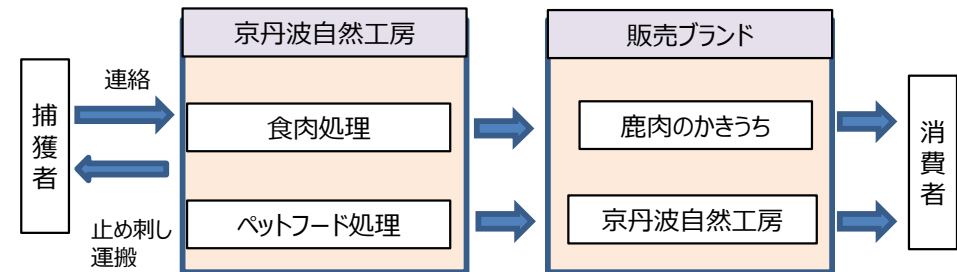 京丹波自然工房
販売ブランド
捕獲者
連絡
止め刺し
運搬
食肉処理
ペットフード処理
鹿肉のかきうち
京丹波自然工房
消費者